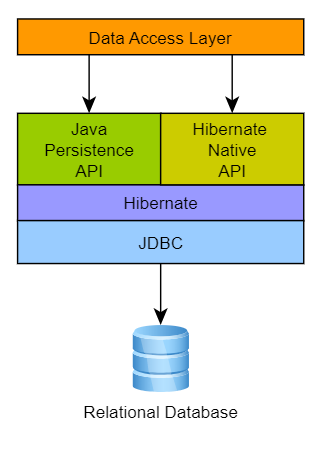 Data Access Layer
Java
Persistence
API
Hibernate
Native
API
Hibernate
JDBC
Relational Database